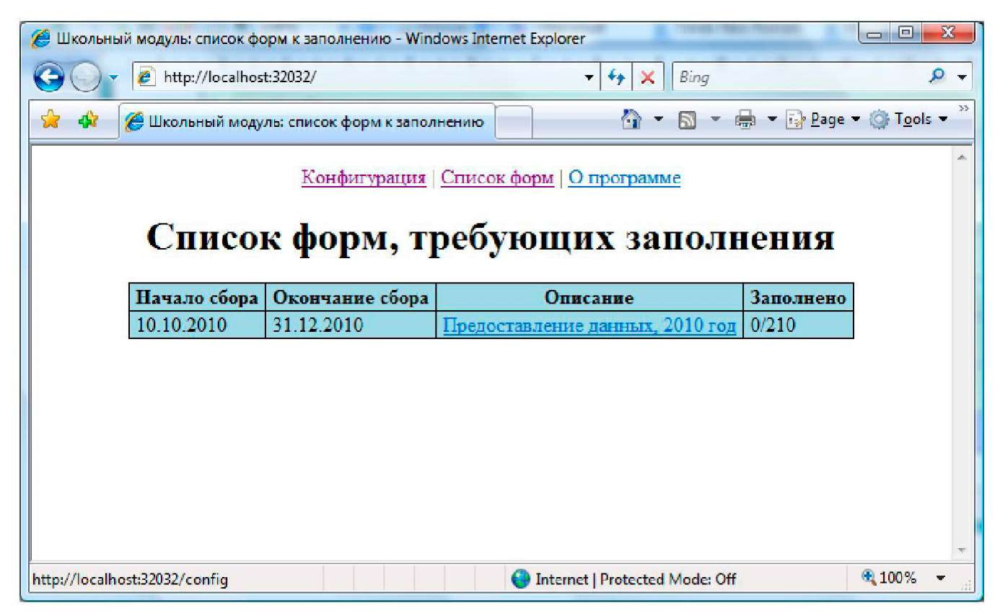 Школьный модуль: список форм к заполнению - Windows Internet Explorer
http://localhost:32032/
Bing
Школьный модуль: список форм к заполнению
Page
Tools
Конфигурация | Список форм | О программе
Список форм, требующих заполнения
Начало сбора Окончание сбора Описание Заполнено
10.10.2010 31.12.2010 Предоставление данных, 2010 год 0/210
http://localhost:32032/config
Internet | Protected Mode: Off
100%